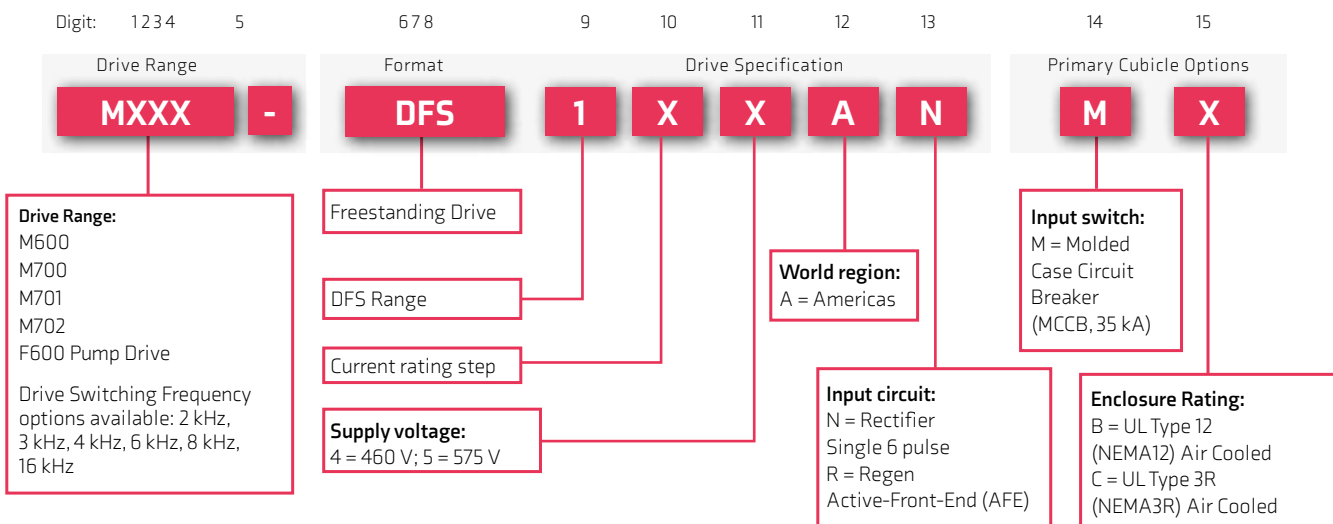 Digit: 1 2 3 4 5 6 7 8 9 10 11 12 13 14 15
Drive Range Format Drive Specification Primary Cubicle Options
MXXX - DFS 1 X X A N M X
Drive Range:
M600
M700
M701
M702
F600 Pump Drive
Drive Switching Frequency
options available: 2 kHz,
3 kHz, 4 kHz, 6 kHz, 8 kHz,
16 kHz
Freestanding Drive
DFS Range
Current rating step
Supply voltage:
4 = 460 V; 5 = 575 V
World region:
A = Americas
Input circuit:
N = Rectifier
Single 6 pulse
R = Regen
Active-Front-End (AFE)
Input switch:
M = Molded
Case Circuit
Breaker
(MCCB, 35 kA)
Enclosure Rating:
B = UL Type 12
(NEMA12) Air Cooled
C = UL Type 3R
(NEMA3R) Air Cooled